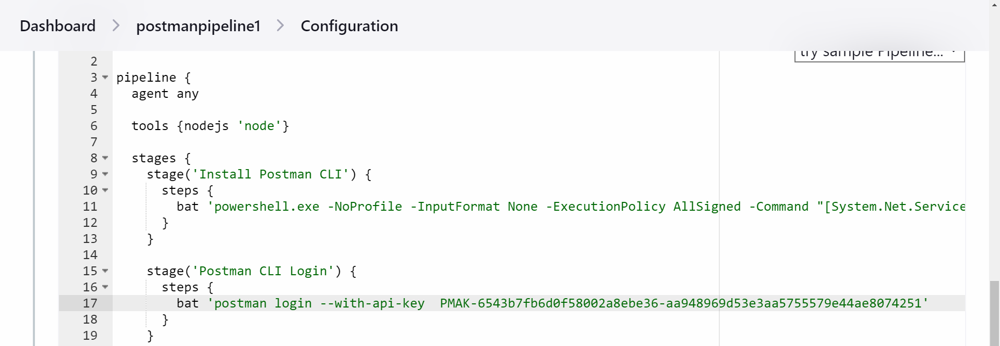 Dashboard > postmanpipeline1 > Configuration
try sample Pipeline...
2
3 pipeline {
4 agent any
5
6 tools {nodejs 'node'}
7
8 stages {
9 stage('Install Postman CLI') {
10 steps {
11 bat 'powershell.exe -NoProfile -InputFormat None -ExecutionPolicy AllSigned -Command "[System.Net.Service
12 }
13 }
14
15 stage('Postman CLI Login') {
16 steps {
17 bat 'postman login --with-api-key  PMAK-6543b7fb6d0f58002a8ebe36-aa948969d53e3aa5755579e44ae8074251'
18 }
19 }